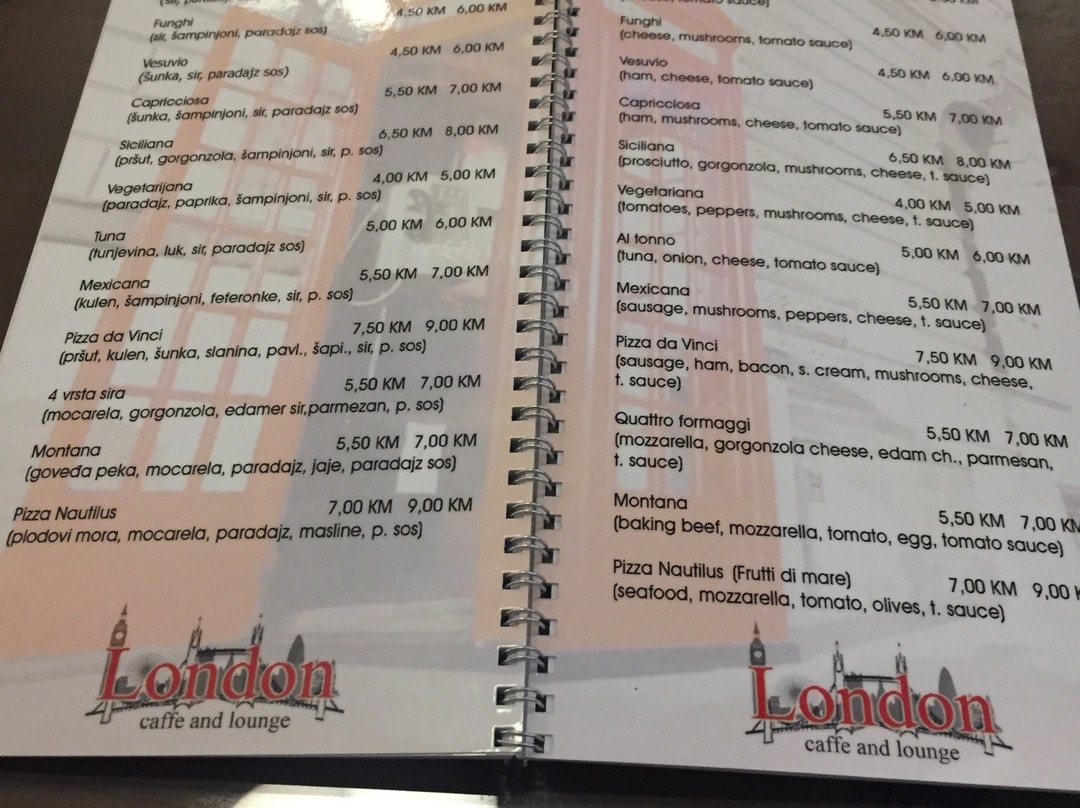 4,50 KM 6,00 KM
Funghi
(sir, šampinjoni, paradajz sos)
4,50 KM 6,00 KM
Vesuvio
(šunka, sir, paradajz sos)
5,50 KM 7,00 KM
Capricciosa
(šunka, šampinjoni, sir, paradajz sos)
6,50 KM 8,00 KM
Siciliana
(pršut, gorgonzola, šampinjoni, sir, p. sos)
4,00 KM 5,00 KM
Vegetarijana
(paradajz, paprika, šampinjoni, sir, p. sos)
5,00 KM 6,00 KM
Tuna
(tunjevina, luk, sir, paradajz sos)
5,50 KM 7,00 KM
Mexicana
(kulen, šampinjoni, feferonke, sir, p. sos)
7,50 KM 9,00 KM
Pizza da Vinci
(pršut, kulen, šunka, slanina, pavl., šapi., sir, p. sos)
5,50 KM 7,00 KM
4 vrsta sira
(mocarela, gorgonzola, edamer sir,parmezan, p. sos)
Montana 5,50 KM 7,00 KM
(goveđa peka, mocarela, paradajz, jaje, paradajz sos)
Pizza Nautilus 7,00 KM 9,00 KM
(plodovi mora, mocarela, paradajz, masline, p. sos)
London
caffe and lounge
tomato sauce)
Funghi 4,50 KM 6,00 KM
(cheese, mushrooms, tomato sauce)
Vesuvio 4,50 KM 6,00 KM
(ham, cheese, tomato sauce)
Capricciosa 5,50 KM 7,00 KM
(ham, mushrooms, cheese, tomato sauce)
Siciliana 6,50 KM 8,00 KM
(prosciutto, gorgonzola, mushrooms, cheese, t. sauce)
Vegetariana 4,00 KM 5,00 KM
(tomatoes, peppers, mushrooms, cheese, t. sauce)
Al tonno 5,00 KM 6,00 KM
(tuna, onion, cheese, tomato sauce)
Mexicana 5,50 KM 7,00 KM
(sausage, mushrooms, peppers, cheese, t. sauce)
Pizza da Vinci 7,50 KM 9,00 KM
(sausage, ham, bacon, s. cream, mushrooms, cheese,
t. sauce)
Quattro formaggi 5,50 KM 7,00 KM
(mozzarella, gorgonzola cheese, edam ch., parmesan,
t. sauce)
Montana 5,50 KM 7,00 KM
(baking beef, mozzarella, tomato, egg, tomato sauce)
Pizza Nautilus (Frutti di mare) 7,00 KM 9,00
(seafood, mozzarella, tomato, olives, t. sauce)
London
caffe and lounge